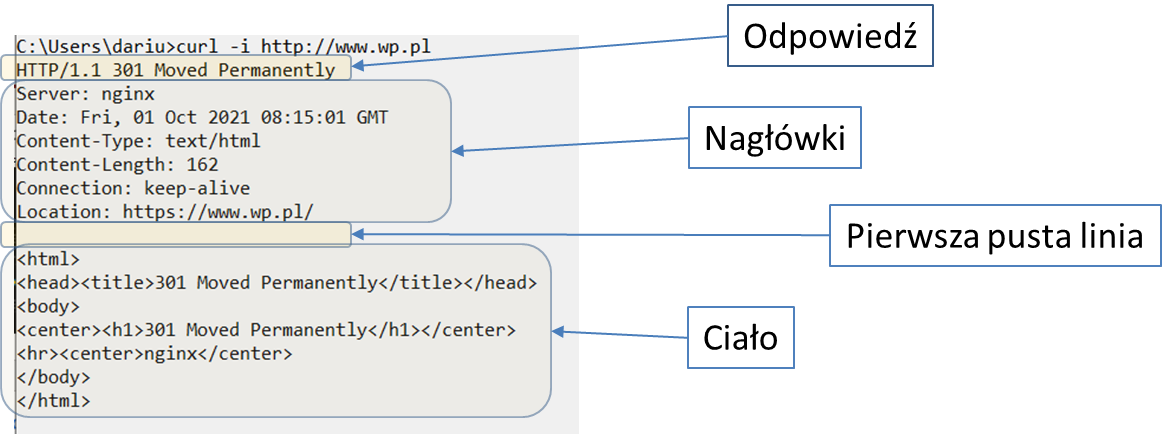 C:\Users\dariu>curl -i http://www.wp.pl
HTTP/1.1 301 Moved Permanently
Server: nginx
Date: Fri, 01 Oct 2021 08:15:01 GMT
Content-Type: text/html
Content-Length: 162
Connection: keep-alive
Location: https://www.wp.pl/
<html>
<head><title>301 Moved Permanently</title></head>
<body>
<center><h1>301 Moved Permanently</h1></center>
<hr><center>nginx</center>
</body>
</html>
Odpowiedź
Nagłówki
Pierwsza pusta linia
Ciało